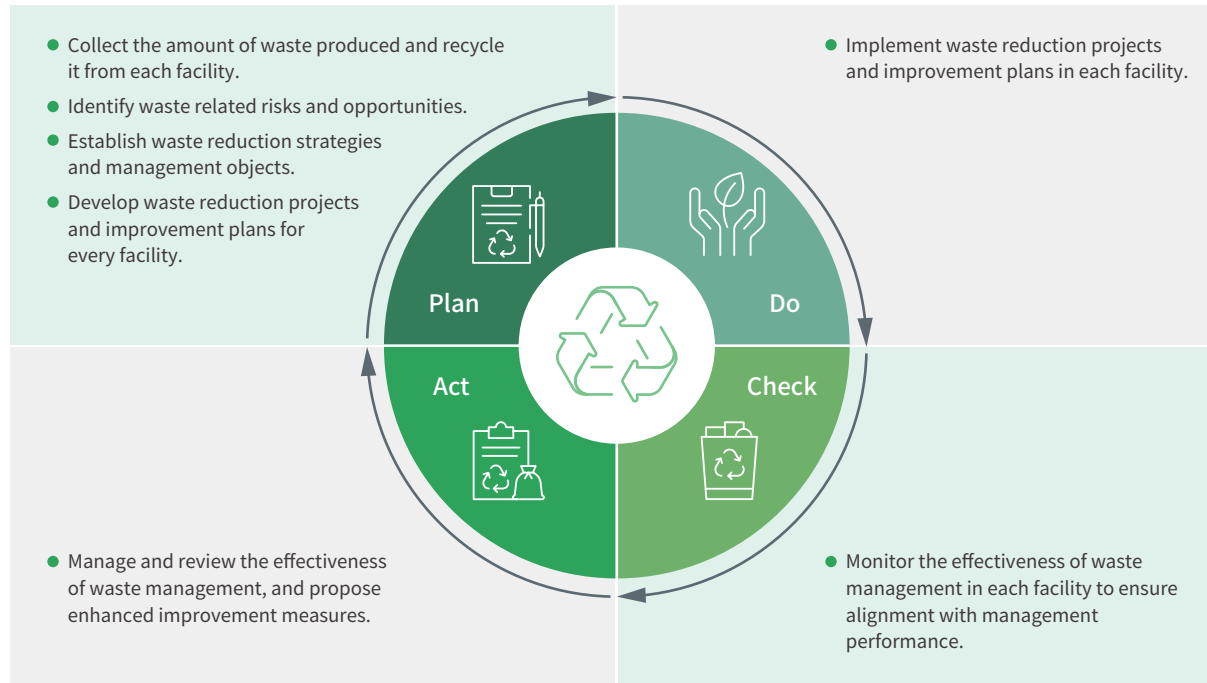 Collect the amount of waste produced and recycle
it from each facility.
Identify waste related risks and opportunities.
Establish waste reduction strategies
and management objects.
Develop waste reduction projects
and improvement plans for
every facility.
Implement waste reduction projects
and improvement plans in each facility.
Plan
Do
Act
Check
Manage and review the effectiveness
of waste management, and propose
enhanced improvement measures.
Monitor the effectiveness of waste
management in each facility to ensure
alignment with management
performance.